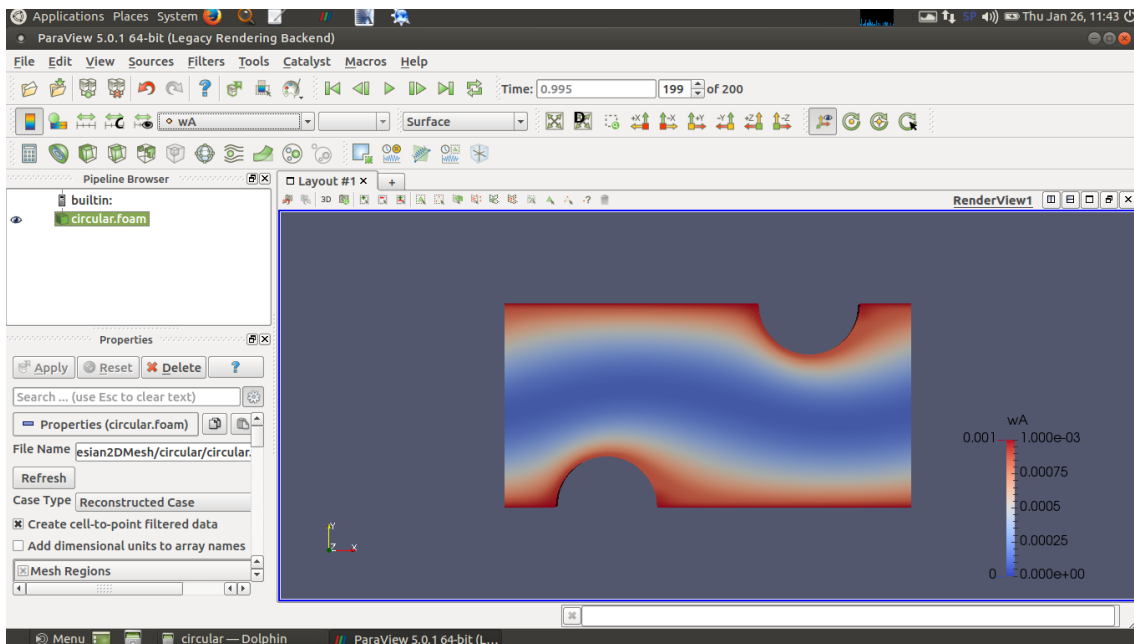 Applications Places System
SP Thu Jan 26, 11:43
ParaView 5.0.1 64-bit (Legacy Rendering Backend)
File Edit View Sources Filters Tools Catalyst Macros Help
Time: 0.995 199 of 200
wA Surface
+X -X +Y -Y +Z -Z
Pipeline Browser
builtin:
circular.foam
Layout #1 × +
3D
RenderView1
Properties
Apply Reset Delete ?
Search ... (use Esc to clear text)
Properties (circular.foam)
File Name esian2DMesh/circular/circular.
Refresh
Case Type Reconstructed Case
Create cell-to-point filtered data
Add dimensional units to array names
Mesh Regions
Y
Z X
wA
0.001 1.000e-03
0.00075
0.0005
0.00025
0 0.000e+00
Menu circular — Dolphin ParaView 5.0.1 64-bit (L...